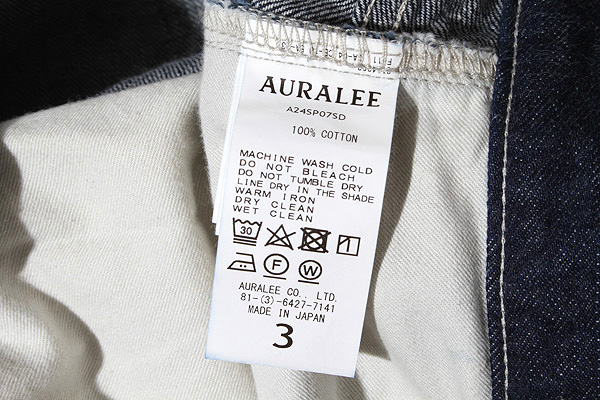 AURALEE
A24SP07SD
100% COTTON
MACHINE WASH COLD
DO NOT BLEACH
DO NOT TUMBLE DRY
LINE DRY IN THE SHADE
WARM IRON
DRY CLEAN
WET CLEAN
30
F W
AURALEE CO., LTD.
81-(3)-6427-7141
MADE IN JAPAN
3